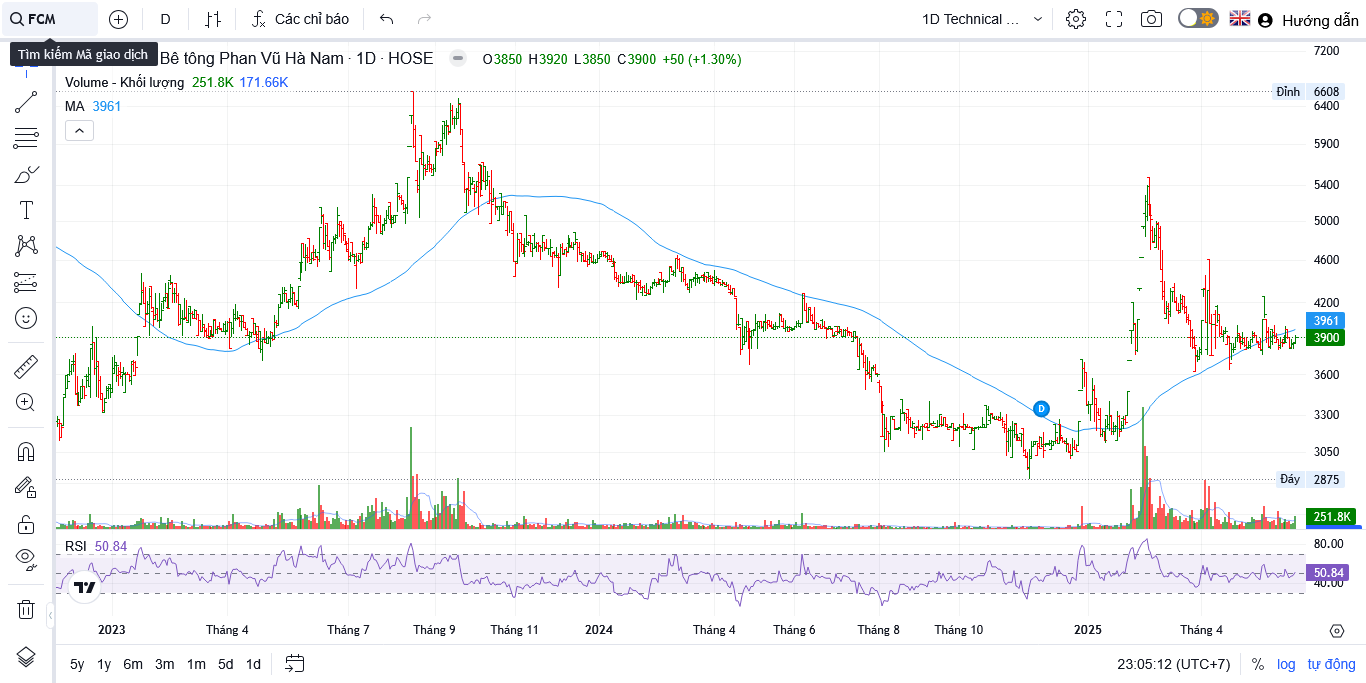 FCM D Các chỉ báo 1D Technical ... Hướng dẫn
Tìm kiếm Mã giao dịch
Bê tông Phan Vũ Hà Nam · 1D · HOSE O3850 H3920 L3850 C3900 +50 (+1.30%)
Volume - Khối lượng 251.8K 171.66K
MA 3961
7200
Đỉnh 6608
6400
5900
5400
5000
4600
4200
3961
3900
3600
D
3300
3050
Đáy 2875
251.8K
RSI 50.84
80.00
50.84
40.00
2023 Tháng 4 Tháng 7 Tháng 9 Tháng 11 2024 Tháng 4 Tháng 6 Tháng 8 Tháng 10 2025 Tháng 4
5y 1y 6m 3m 1m 5d 1d 23:05:12 (UTC+7) % log tự động